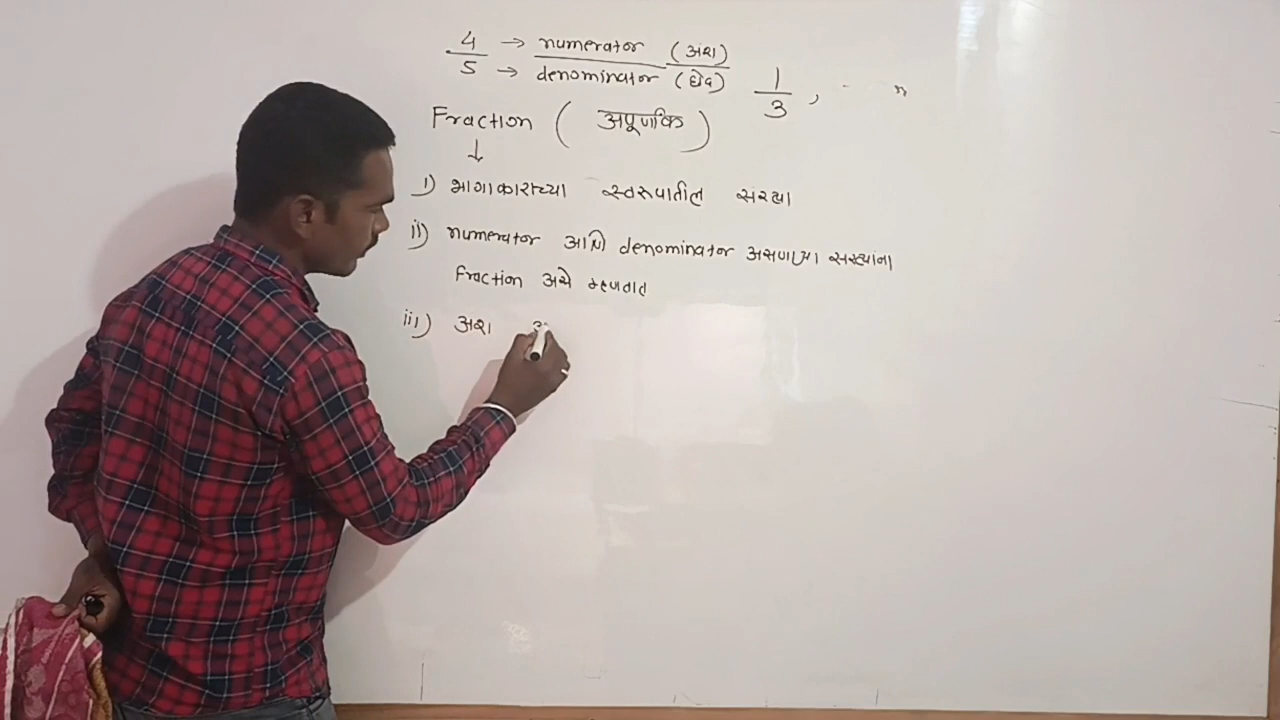 4 → numerator (अंश)
5 → denominator (छेद)
1
3 ,
Fraction ( अपूर्णांक )
↓
i) भागाकाराच्या स्वरूपातील संख्या
ii) numerator आणि denominator असणाऱ्या संख्यांना
Fraction असे म्हणतात
iii) अंश